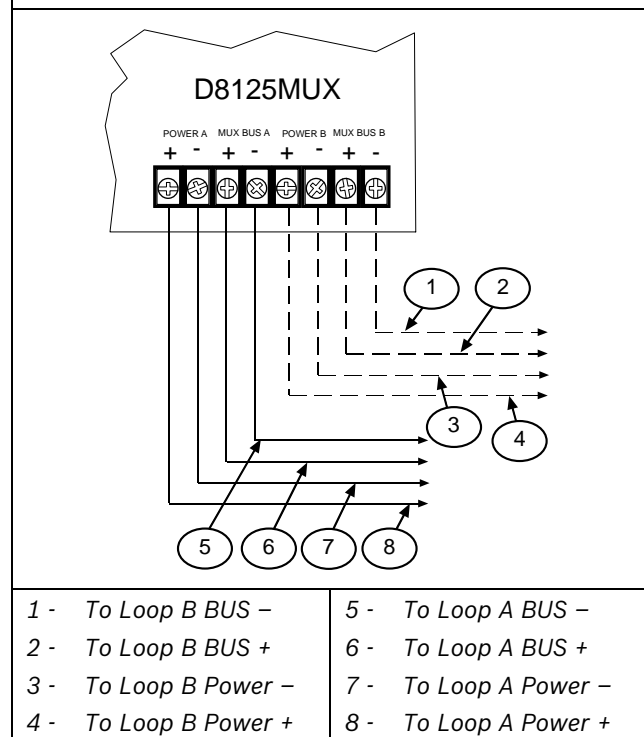 D8125MUX
POWER A MUX BUS A POWER B MUX BUS B
+ - + - + - + -
1 2
3 4
5 6 7 8
1 - To Loop B BUS – 5 - To Loop A BUS –
2 - To Loop B BUS + 6 - To Loop A BUS +
3 - To Loop B Power – 7 - To Loop A Power –
4 - To Loop B Power + 8 - To Loop A Power +